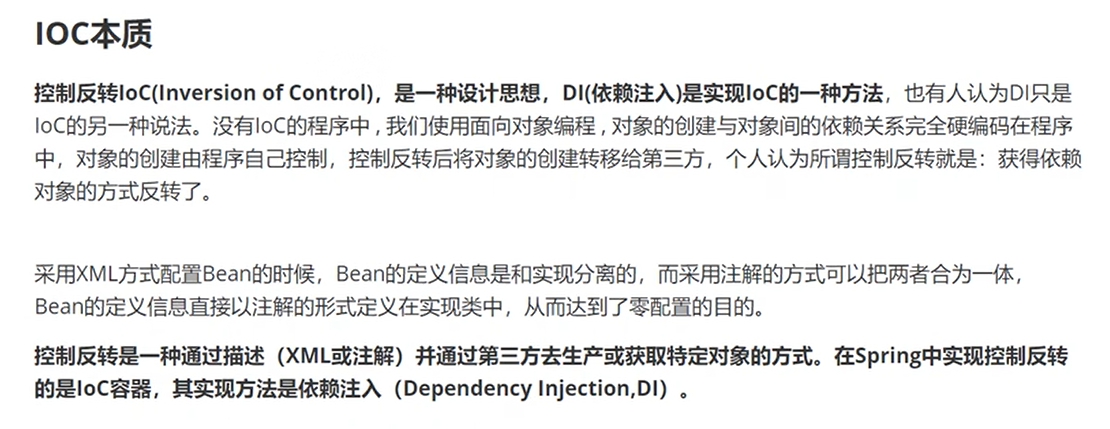 IOC本质
控制反转IoC(Inversion of Control)，是一种设计思想，DI(依赖注入)是实现IoC的一种方法，也有人认为DI只是
IoC的另一种说法。没有IoC的程序中 , 我们使用面向对象编程 , 对象的创建与对象间的依赖关系完全硬编码在程序
中，对象的创建由程序自己控制，控制反转后将对象的创建转移给第三方，个人认为所谓控制反转就是：获得依赖
对象的方式反转了。
采用XML方式配置Bean的时候，Bean的定义信息是和实现分离的，而采用注解的方式可以把两者合为一体，
Bean的定义信息直接以注解的形式定义在实现类中，从而达到了零配置的目的。
控制反转是一种通过描述（XML或注解）并通过第三方去生产或获取特定对象的方式。在Spring中实现控制反转
的是IoC容器，其实现方法是依赖注入（Dependency Injection,DI）。